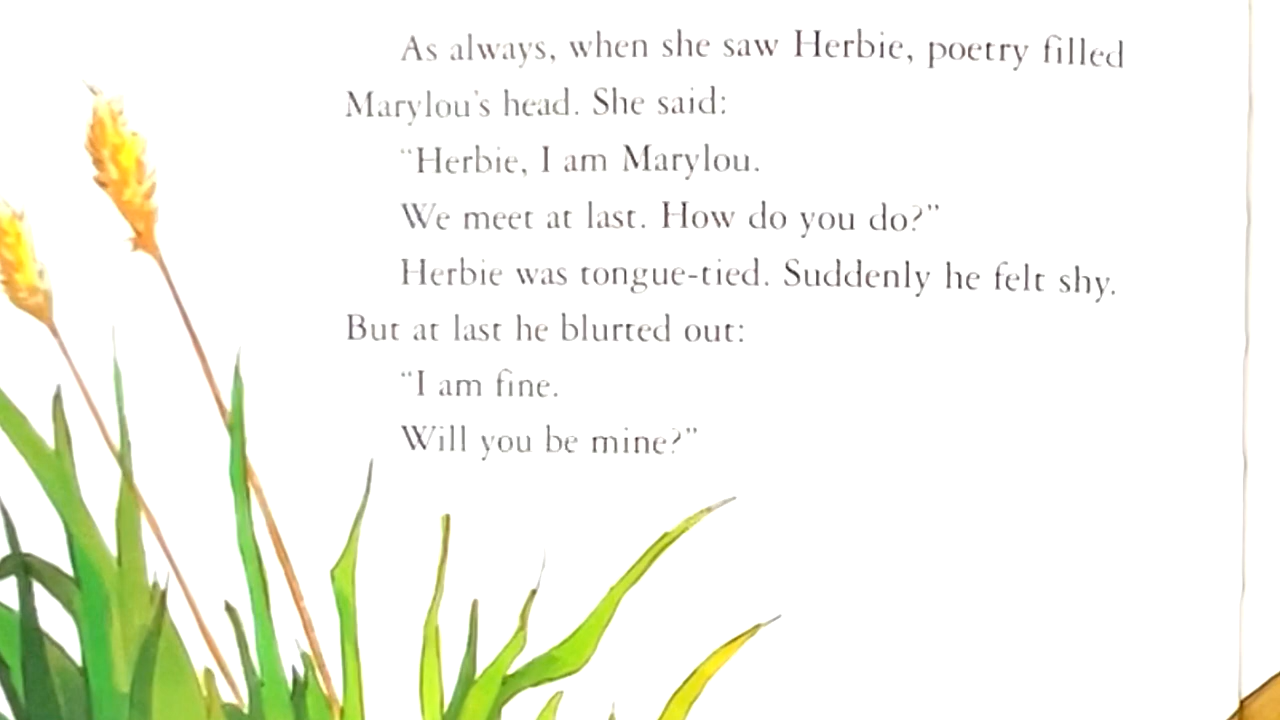 As always, when she saw Herbie, poetry filled
Marylou's head. She said:
"Herbie, I am Marylou.
We meet at last. How do you do?"
Herbie was tongue-tied. Suddenly he felt shy.
But at last he blurted out:
"I am fine.
Will you be mine?"